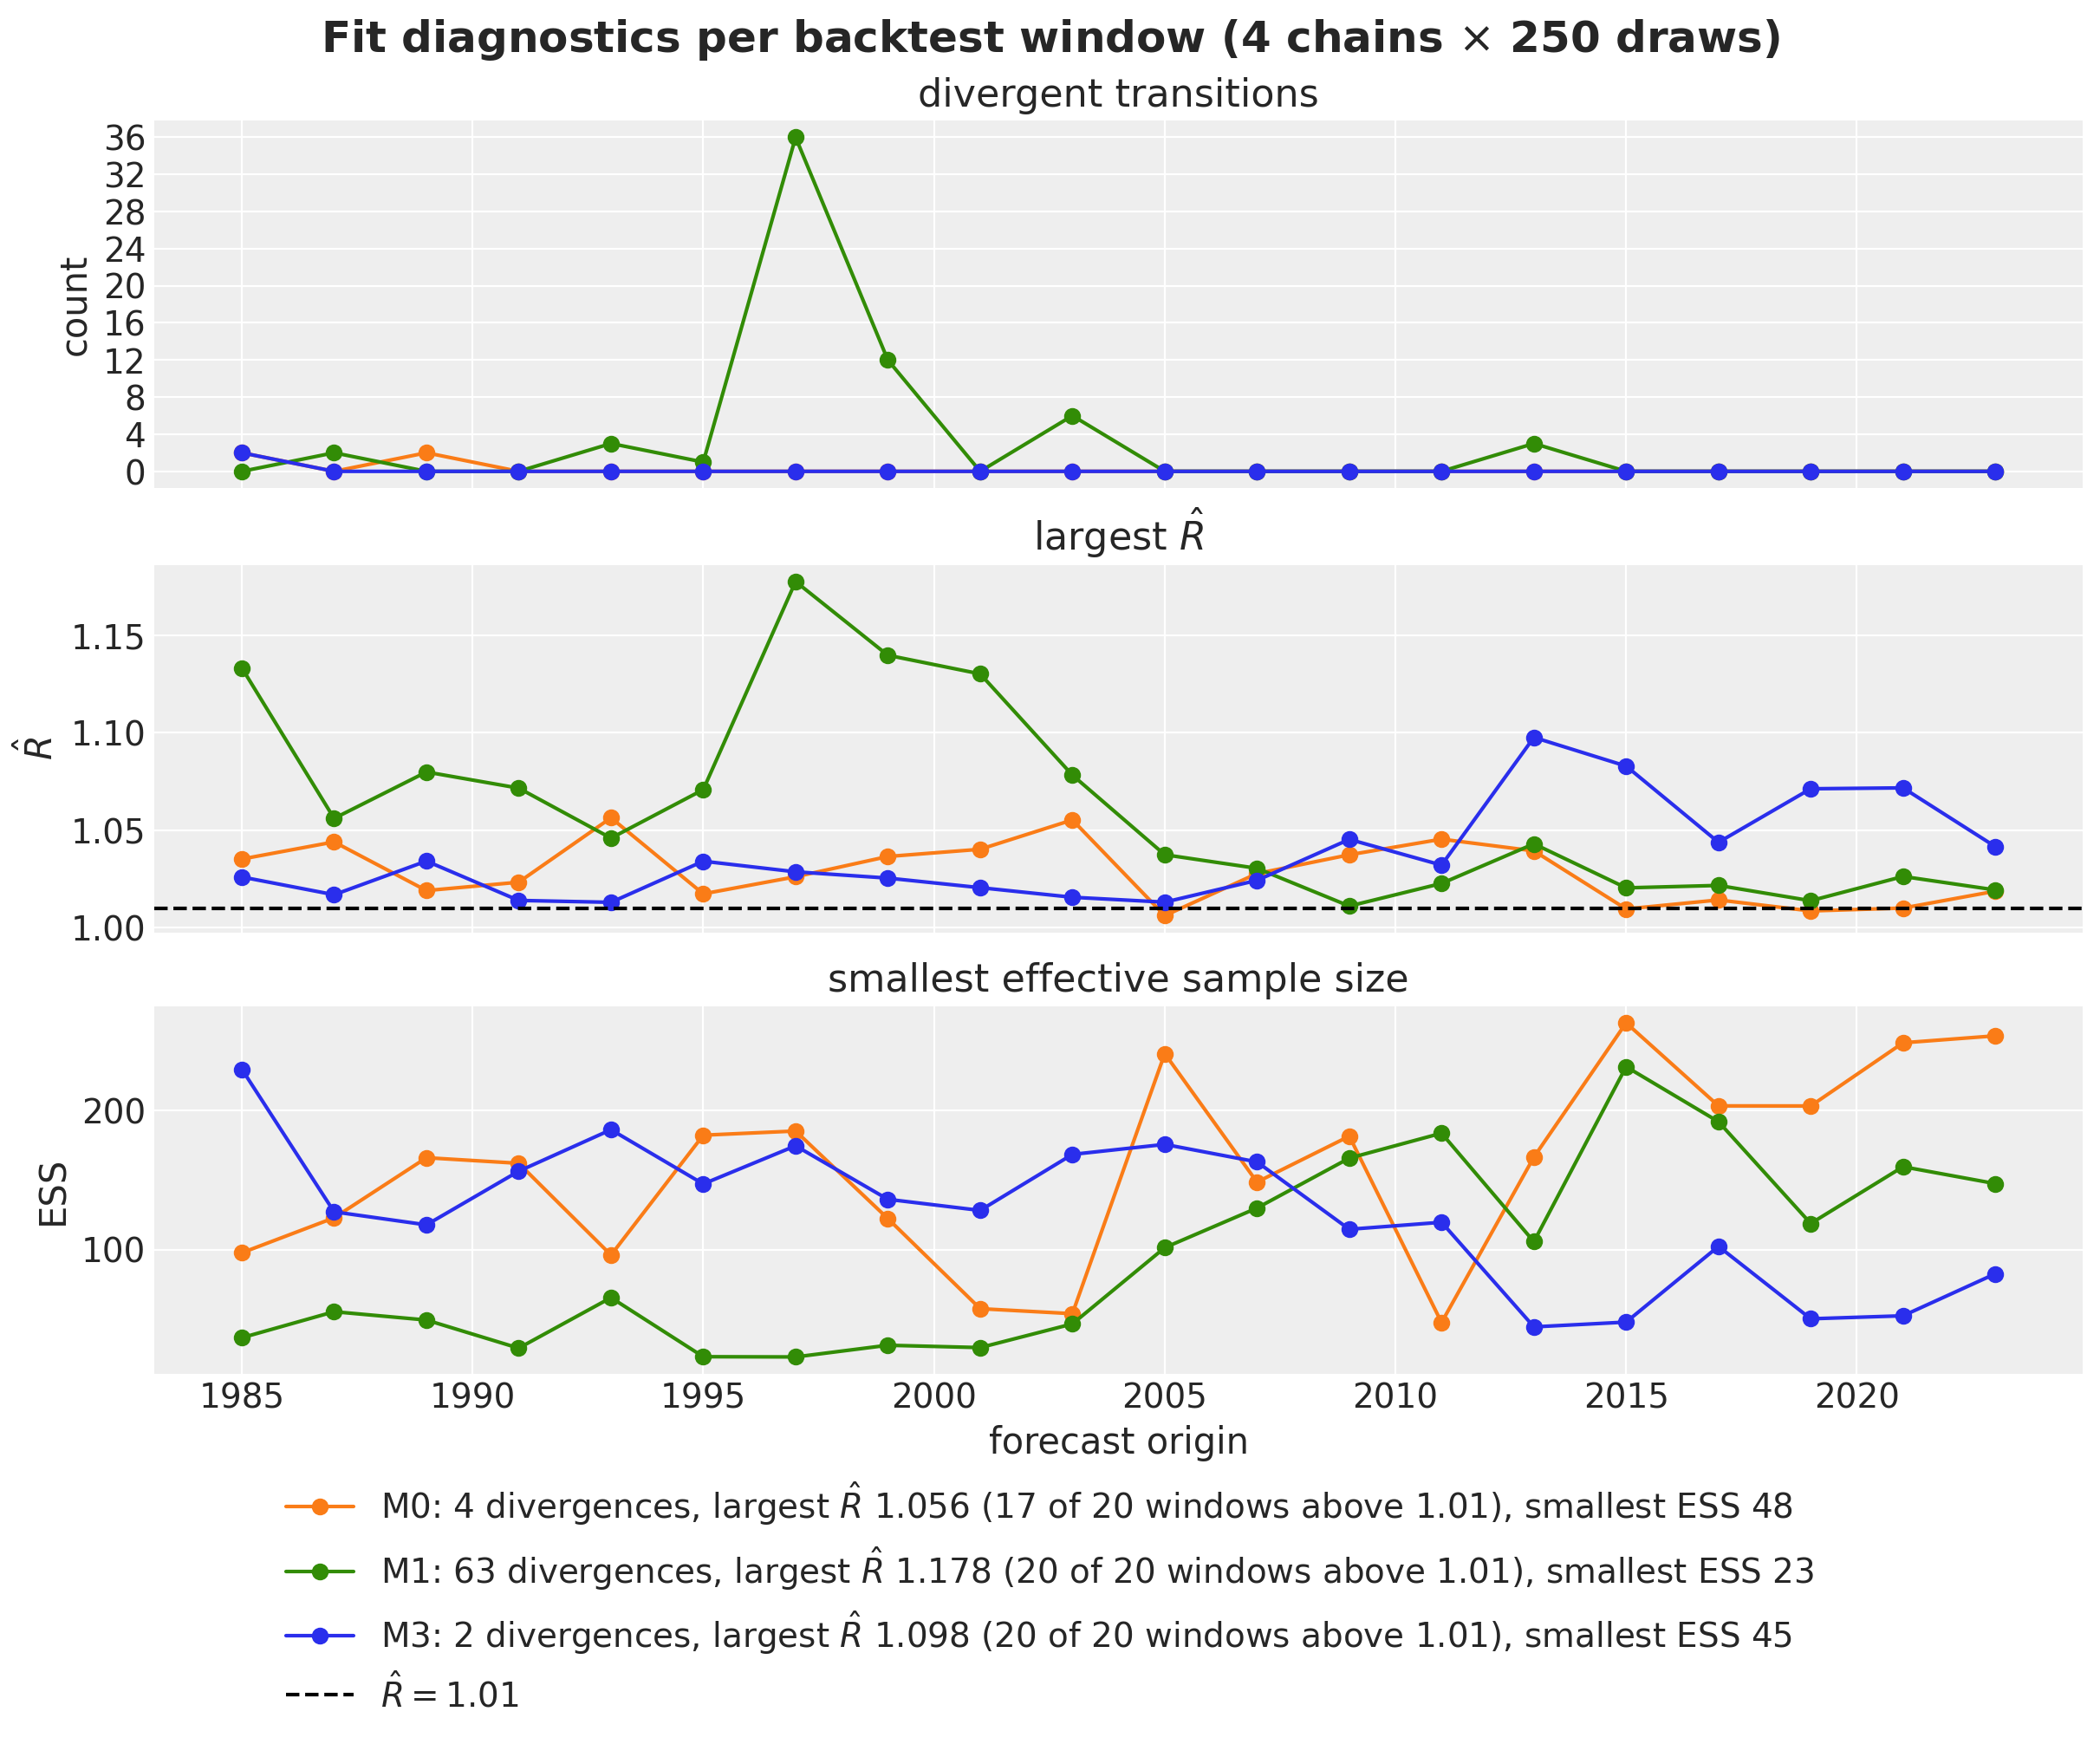 Fit diagnostics per backtest window (4 chains × 250 draws)
divergent transitions
36
32
28
24
20
16
12
8
4
0
count
largest R̂
1.15
1.10
1.05
1.00
R̂
smallest effective sample size
200
100
ESS
1985 1990 1995 2000 2005 2010 2015 2020
forecast origin
M0: 4 divergences, largest R̂ 1.056 (17 of 20 windows above 1.01), smallest ESS 48
M1: 63 divergences, largest R̂ 1.178 (20 of 20 windows above 1.01), smallest ESS 23
M3: 2 divergences, largest R̂ 1.098 (20 of 20 windows above 1.01), smallest ESS 45
R̂ = 1.01